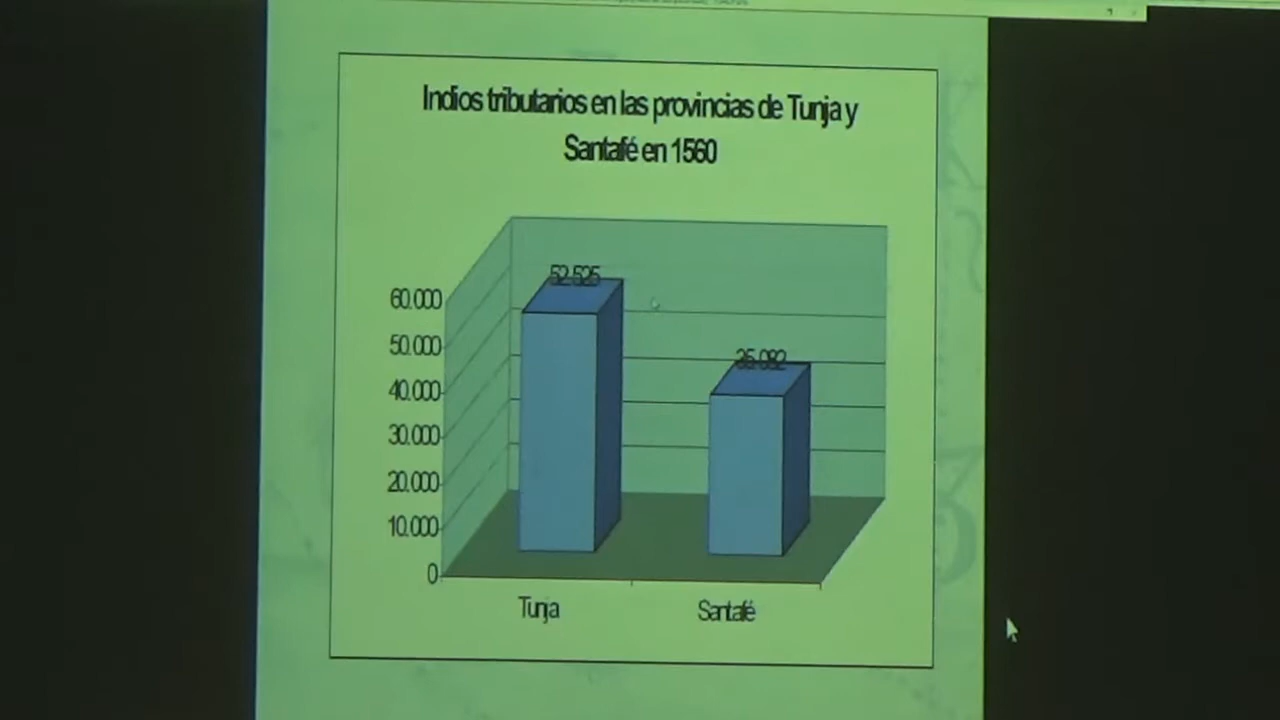 Indios tributarios en las provincias de Tunja y
Santafé en 1560
52.525
60.000
50.000
40.000
30.000
20.000
10.000
0
Tunja
Santafé